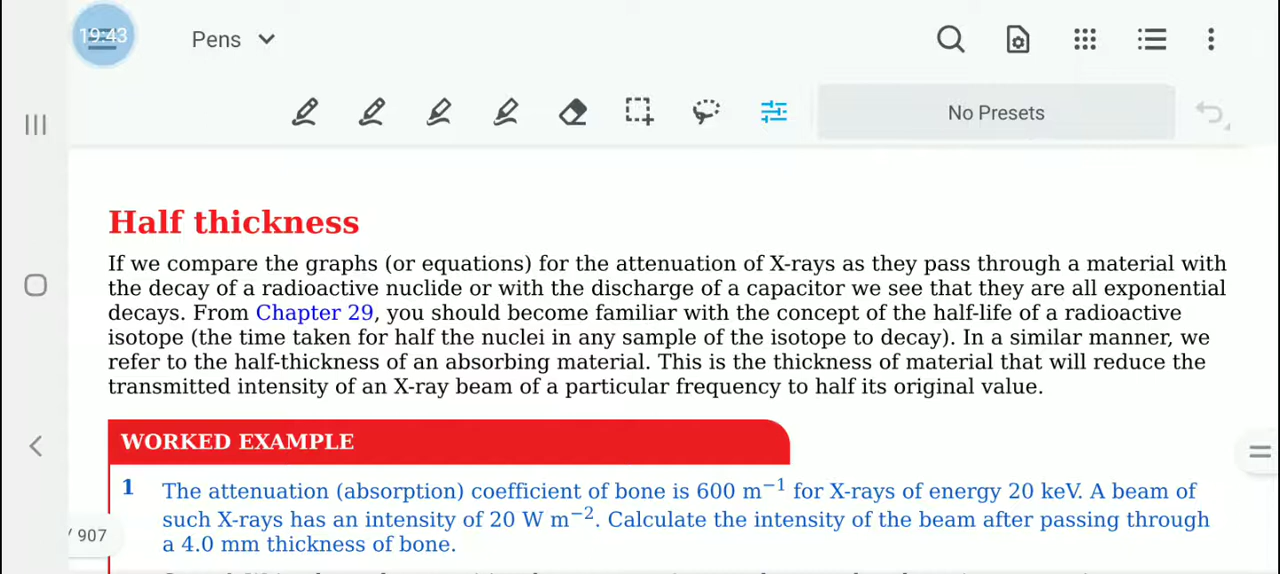 19:43
Pens
No Presets
Half thickness
If we compare the graphs (or equations) for the attenuation of X-rays as they pass through a material with
the decay of a radioactive nuclide or with the discharge of a capacitor we see that they are all exponential
decays. From Chapter 29, you should become familiar with the concept of the half-life of a radioactive
isotope (the time taken for half the nuclei in any sample of the isotope to decay). In a similar manner, we
refer to the half-thickness of an absorbing material. This is the thickness of material that will reduce the
transmitted intensity of an X-ray beam of a particular frequency to half its original value.
WORKED EXAMPLE
1 The attenuation (absorption) coefficient of bone is 600 m⁻¹ for X-rays of energy 20 keV. A beam of
such X-rays has an intensity of 20 W m⁻². Calculate the intensity of the beam after passing through
/ 907
a 4.0 mm thickness of bone.